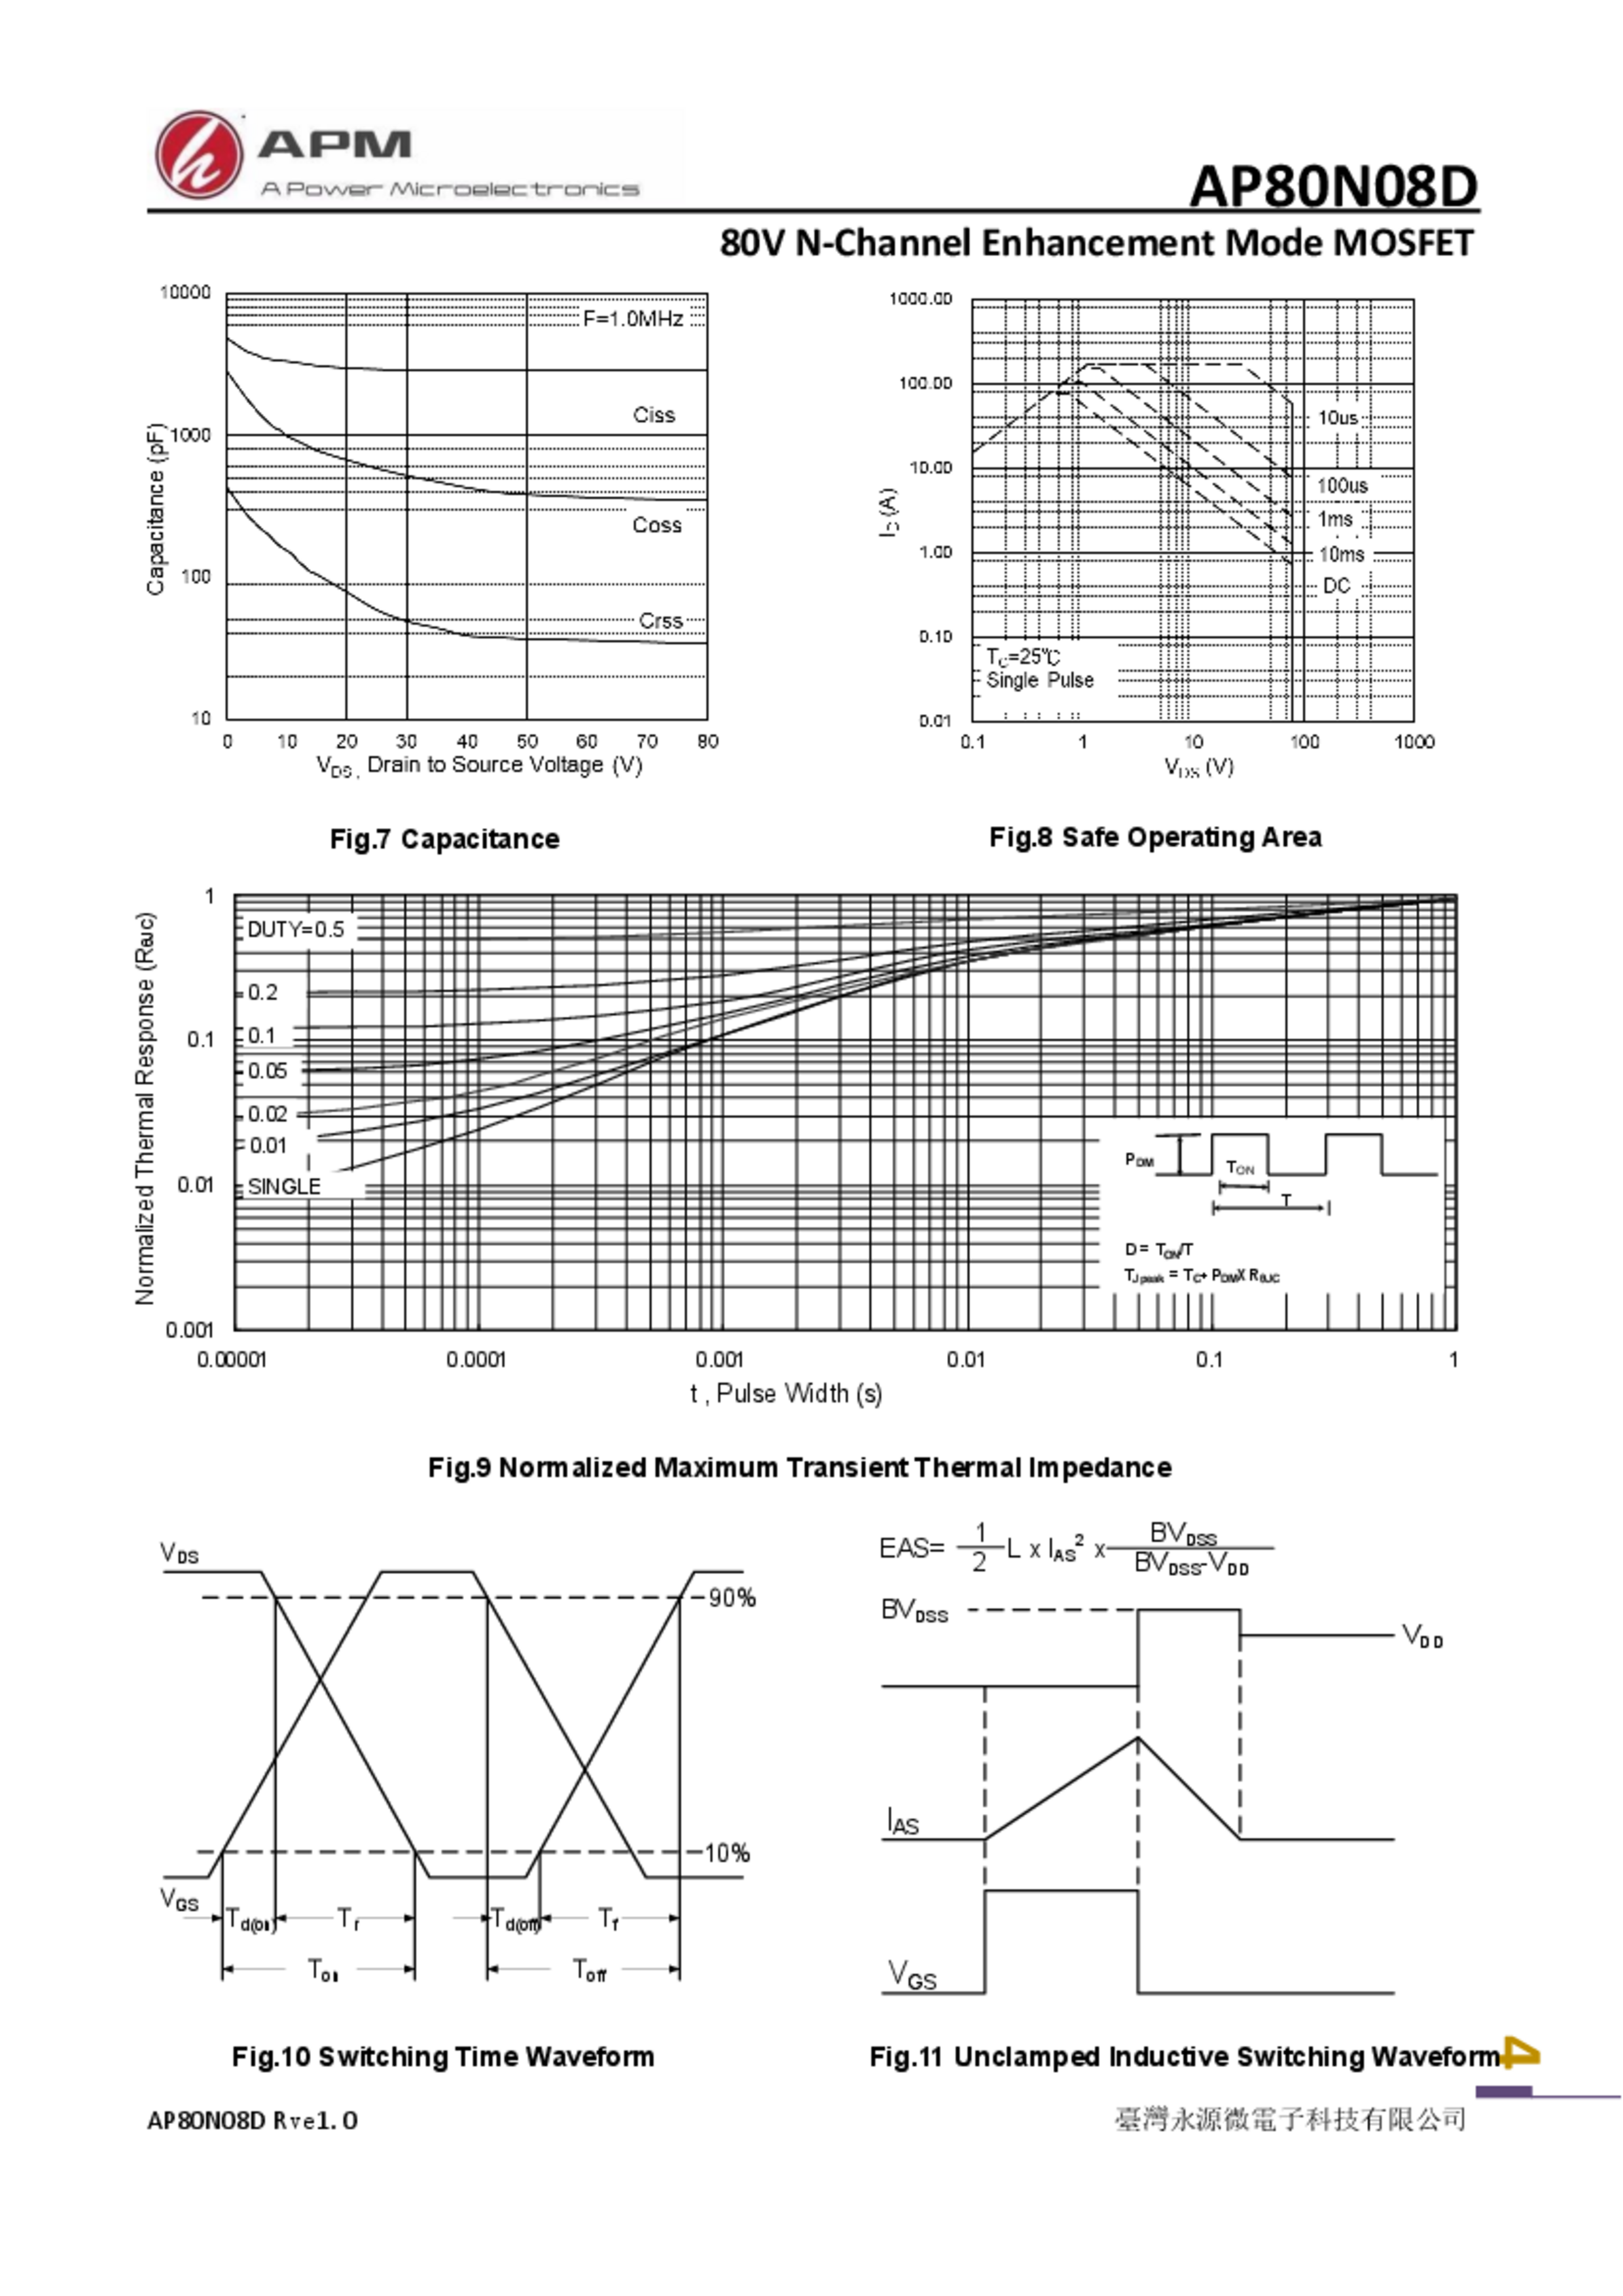 APM
A Power Microelectronics
AP80N08D
80V N-Channel Enhancement Mode MOSFET
10000
1000
100
10
Capacitance (pF)
F=1.0MHz
Ciss
Coss
Crss
0 10 20 30 40 50 60 70 80
VDS , Drain to Source Voltage (V)
Fig.7 Capacitance
1000.00
100.00
10.00
1.00
0.10
0.01
ID (A)
10us
100us
1ms
10ms
DC
TC=25℃
Single Pulse
0.1 1 10 100 1000
VDS (V)
Fig.8 Safe Operating Area
1
0.1
0.01
0.001
Normalized Thermal Response (RθJC)
DUTY=0.5
0.2
0.1
0.05
0.02
0.01
SINGLE
PDM
TON
T
D = TON/T
TJpeak = TC+ PDMX RθJC
0.00001 0.0001 0.001 0.01 0.1 1
t , Pulse Width (s)
Fig.9 Normalized Maximum Transient Thermal Impedance
VDS
90%
10%
VGS
Td(on) Tr Td(off) Tf
Ton Toff
Fig.10 Switching Time Waveform
EAS= 1/2 L x IAS² x BVDSS/BVDSS-VDD
BVDSS
VDD
IAS
VGS
Fig.11 Unclamped Inductive Switching Waveform
4
AP80N08D Rve1.0
臺灣永源微電子科技有限公司